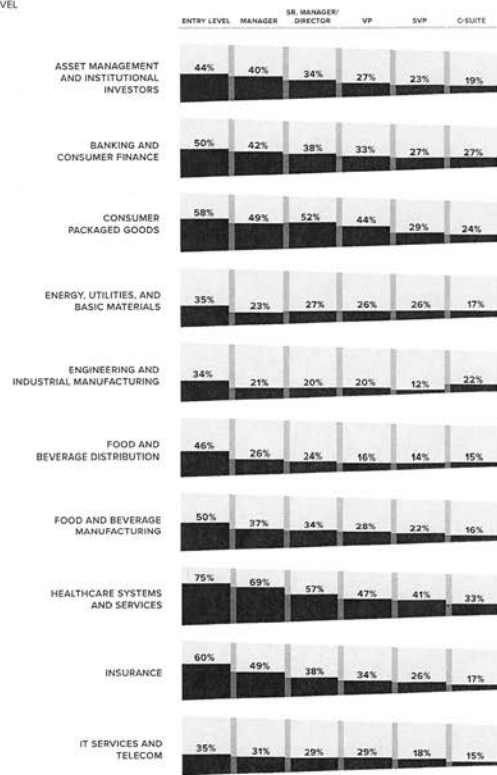 VEL
ENTRY LEVEL MANAGER SR. MANAGER/ DIRECTOR VP SVP C-SUITE
44% 40% 34% 27% 23% 19%
ASSET MANAGEMENT
AND INSTITUTIONAL
INVESTORS
50% 42% 38% 33% 27% 27%
BANKING AND
CONSUMER FINANCE
58% 49% 52% 44% 29% 24%
CONSUMER
PACKAGED GOODS
35% 23% 27% 26% 26% 17%
ENERGY, UTILITIES, AND
BASIC MATERIALS
34% 21% 20% 20% 12% 22%
ENGINEERING AND
INDUSTRIAL MANUFACTURING
46% 26% 24% 16% 14% 15%
FOOD AND
BEVERAGE DISTRIBUTION
50% 37% 34% 28% 22% 16%
FOOD AND BEVERAGE
MANUFACTURING
75% 69% 57% 47% 41% 33%
HEALTHCARE SYSTEMS
AND SERVICES
60% 49% 38% 34% 26% 17%
INSURANCE
35% 31% 29% 29% 18% 15%
IT SERVICES AND
TELECOM